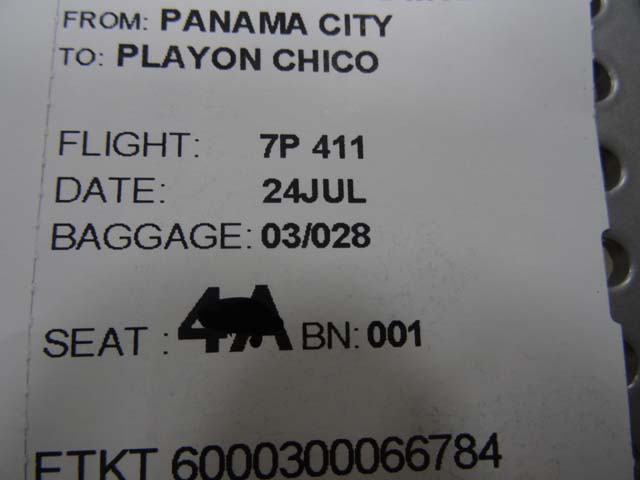 FROM: PANAMA CITY
TO: PLAYON CHICO
FLIGHT: 7P 411
DATE: 24JUL
BAGGAGE: 03/028
SEAT : 4A BN: 001
ETKT 6000300066784